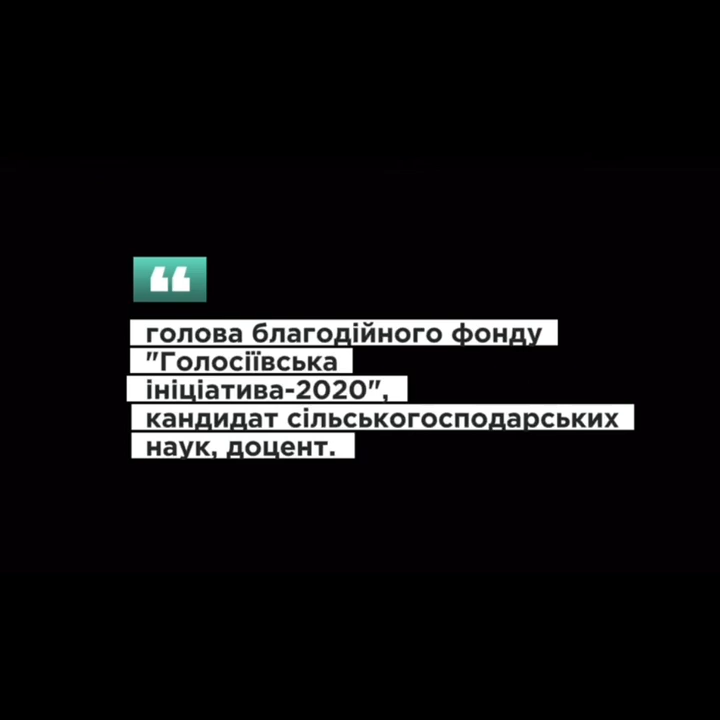 голова благодійного фонду
"Голосіївська
ініціатива-2020",
кандидат сільськогосподарських
наук, доцент.